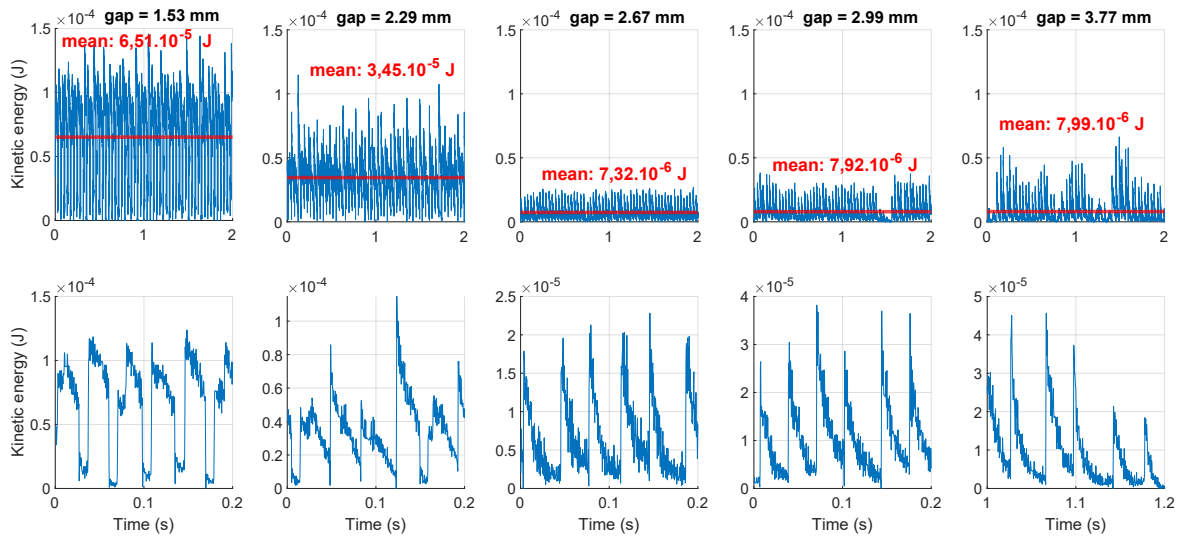 gap = 1.53 mm
gap = 2.29 mm
gap = 2.67 mm
gap = 2.99 mm
gap = 3.77 mm
×10⁻⁴
×10⁻⁴
×10⁻⁴
×10⁻⁴
×10⁻⁴
mean: 6,51.10⁻⁵ J
mean: 3,45.10⁻⁵ J
mean: 7,32.10⁻⁶ J
mean: 7,92.10⁻⁶ J
mean: 7,99.10⁻⁶ J
Kinetic energy (J)
1.5
1
0.5
0
0 1 2
1.5
1
0.5
0
0 1 2
1.5
1
0.5
0
0 1 2
1.5
1
0.5
0
0 1 2
1.5
1
0.5
0
0 1 2
×10⁻⁴
×10⁻⁴
×10⁻⁵
×10⁻⁵
×10⁻⁵
Kinetic energy (J)
1.5
1
0.5
0
0 0.1 0.2
Time (s)
1
0.8
0.6
0.4
0.2
0
0 0.1 0.2
Time (s)
2.5
2
1.5
1
0.5
0
0 0.1 0.2
Time (s)
4
3
2
1
0
0 0.1 0.2
Time (s)
5
4
3
2
1
0
1 1.1 1.2
Time (s)